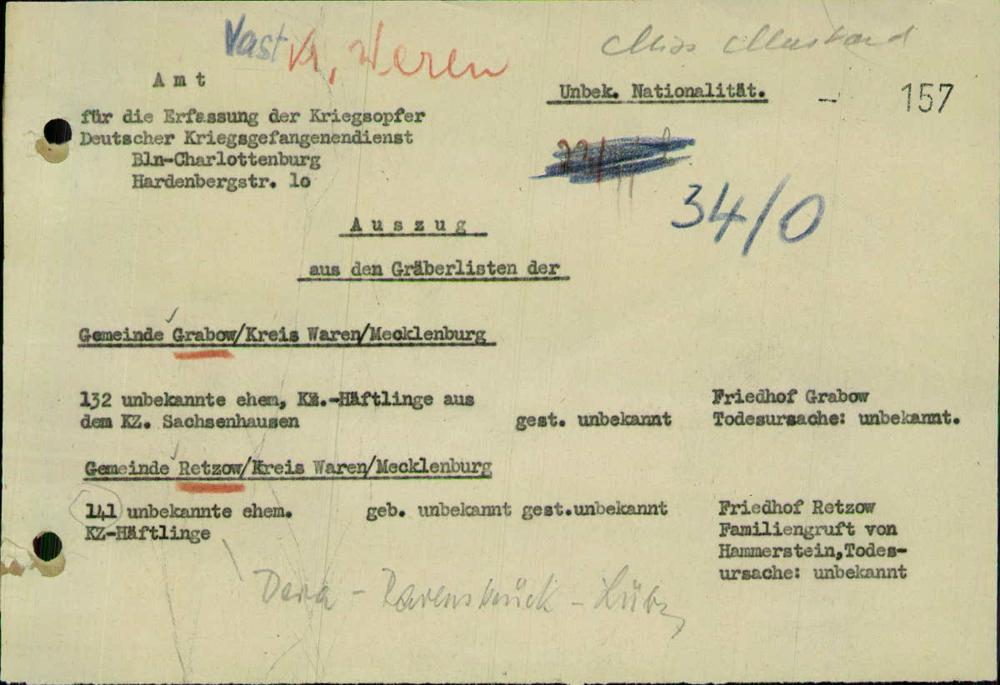 Vast Kr, Weren
Miss
Amt
Unbek. Nationalität. - 157
für die Erfassung der Kriegsopfer
Deutscher Kriegsgefangenendienst
Bln-Charlottenburg
Hardenbergstr. 10
34/0
Auszug
aus den Gräberlisten der
Gemeinde Grabow/Kreis Waren/Mecklenburg
132 unbekannte ehem, KZ.-Häftlinge aus
dem KZ. Sachsenhausen
gest. unbekannt
Friedhof Grabow
Todesursache: unbekannt.
Gemeinde Retzow/Kreis Waren/Mecklenburg
141 unbekannte ehem.
KZ-Häftlinge
geb. unbekannt gest.unbekannt
Friedhof Retzow
Familiengruft von
Hammerstein,Todes-
ursache: unbekannt
- Ravensbrück - Lübz